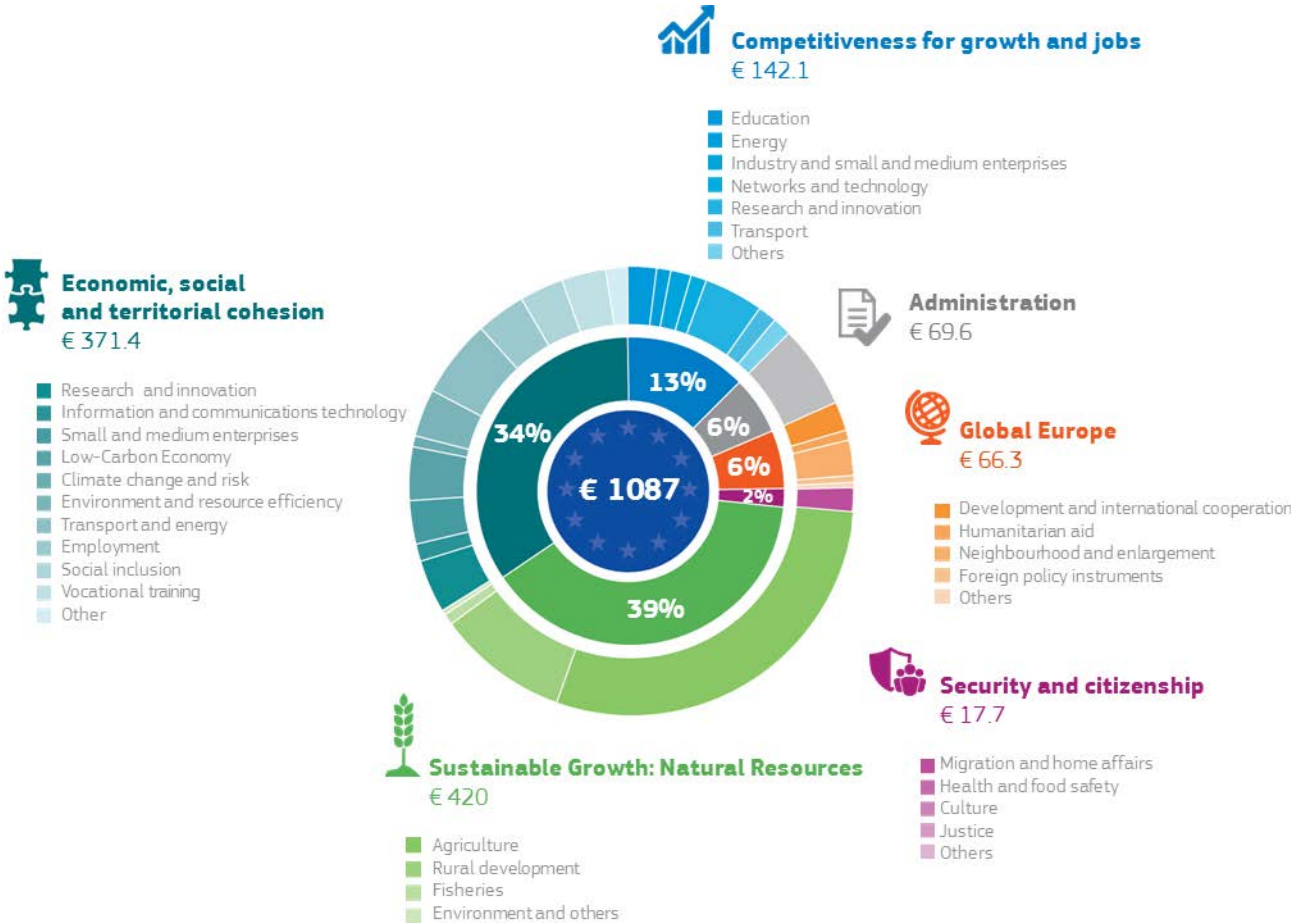 Competitiveness for growth and jobs
€ 142.1
Education
Energy
Industry and small and medium enterprises
Networks and technology
Research and innovation
Transport
Others
Economic, social
and territorial cohesion
€ 371.4
Research and innovation
Information and communications technology
Small and medium enterprises
Low-Carbon Economy
Climate change and risk
Environment and resource efficiency
Transport and energy
Employment
Social inclusion
Vocational training
Other
Administration
€ 69.6
Global Europe
€ 66.3
Development and international cooperation
Humanitarian aid
Neighbourhood and enlargement
Foreign policy instruments
Others
13%
6%
34%
6%
€ 1087
2%
39%
Security and citizenship
€ 17.7
Migration and home affairs
Health and food safety
Culture
Justice
Others
Sustainable Growth: Natural Resources
€ 420
Agriculture
Rural development
Fisheries
Environment and others